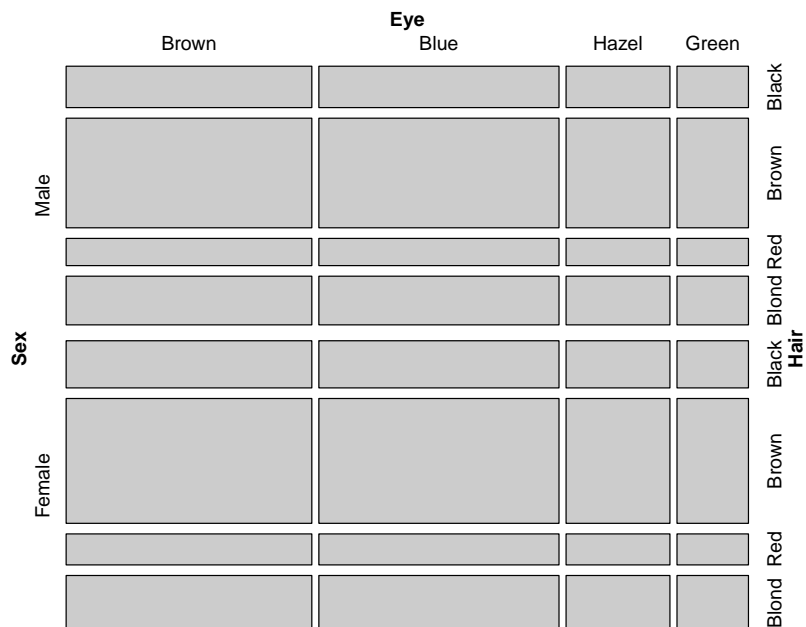 Eye
Brown Blue Hazel Green
Sex
Male
Female
Black
Brown
Red
Blond
Black
Brown
Red
Blond
Hair